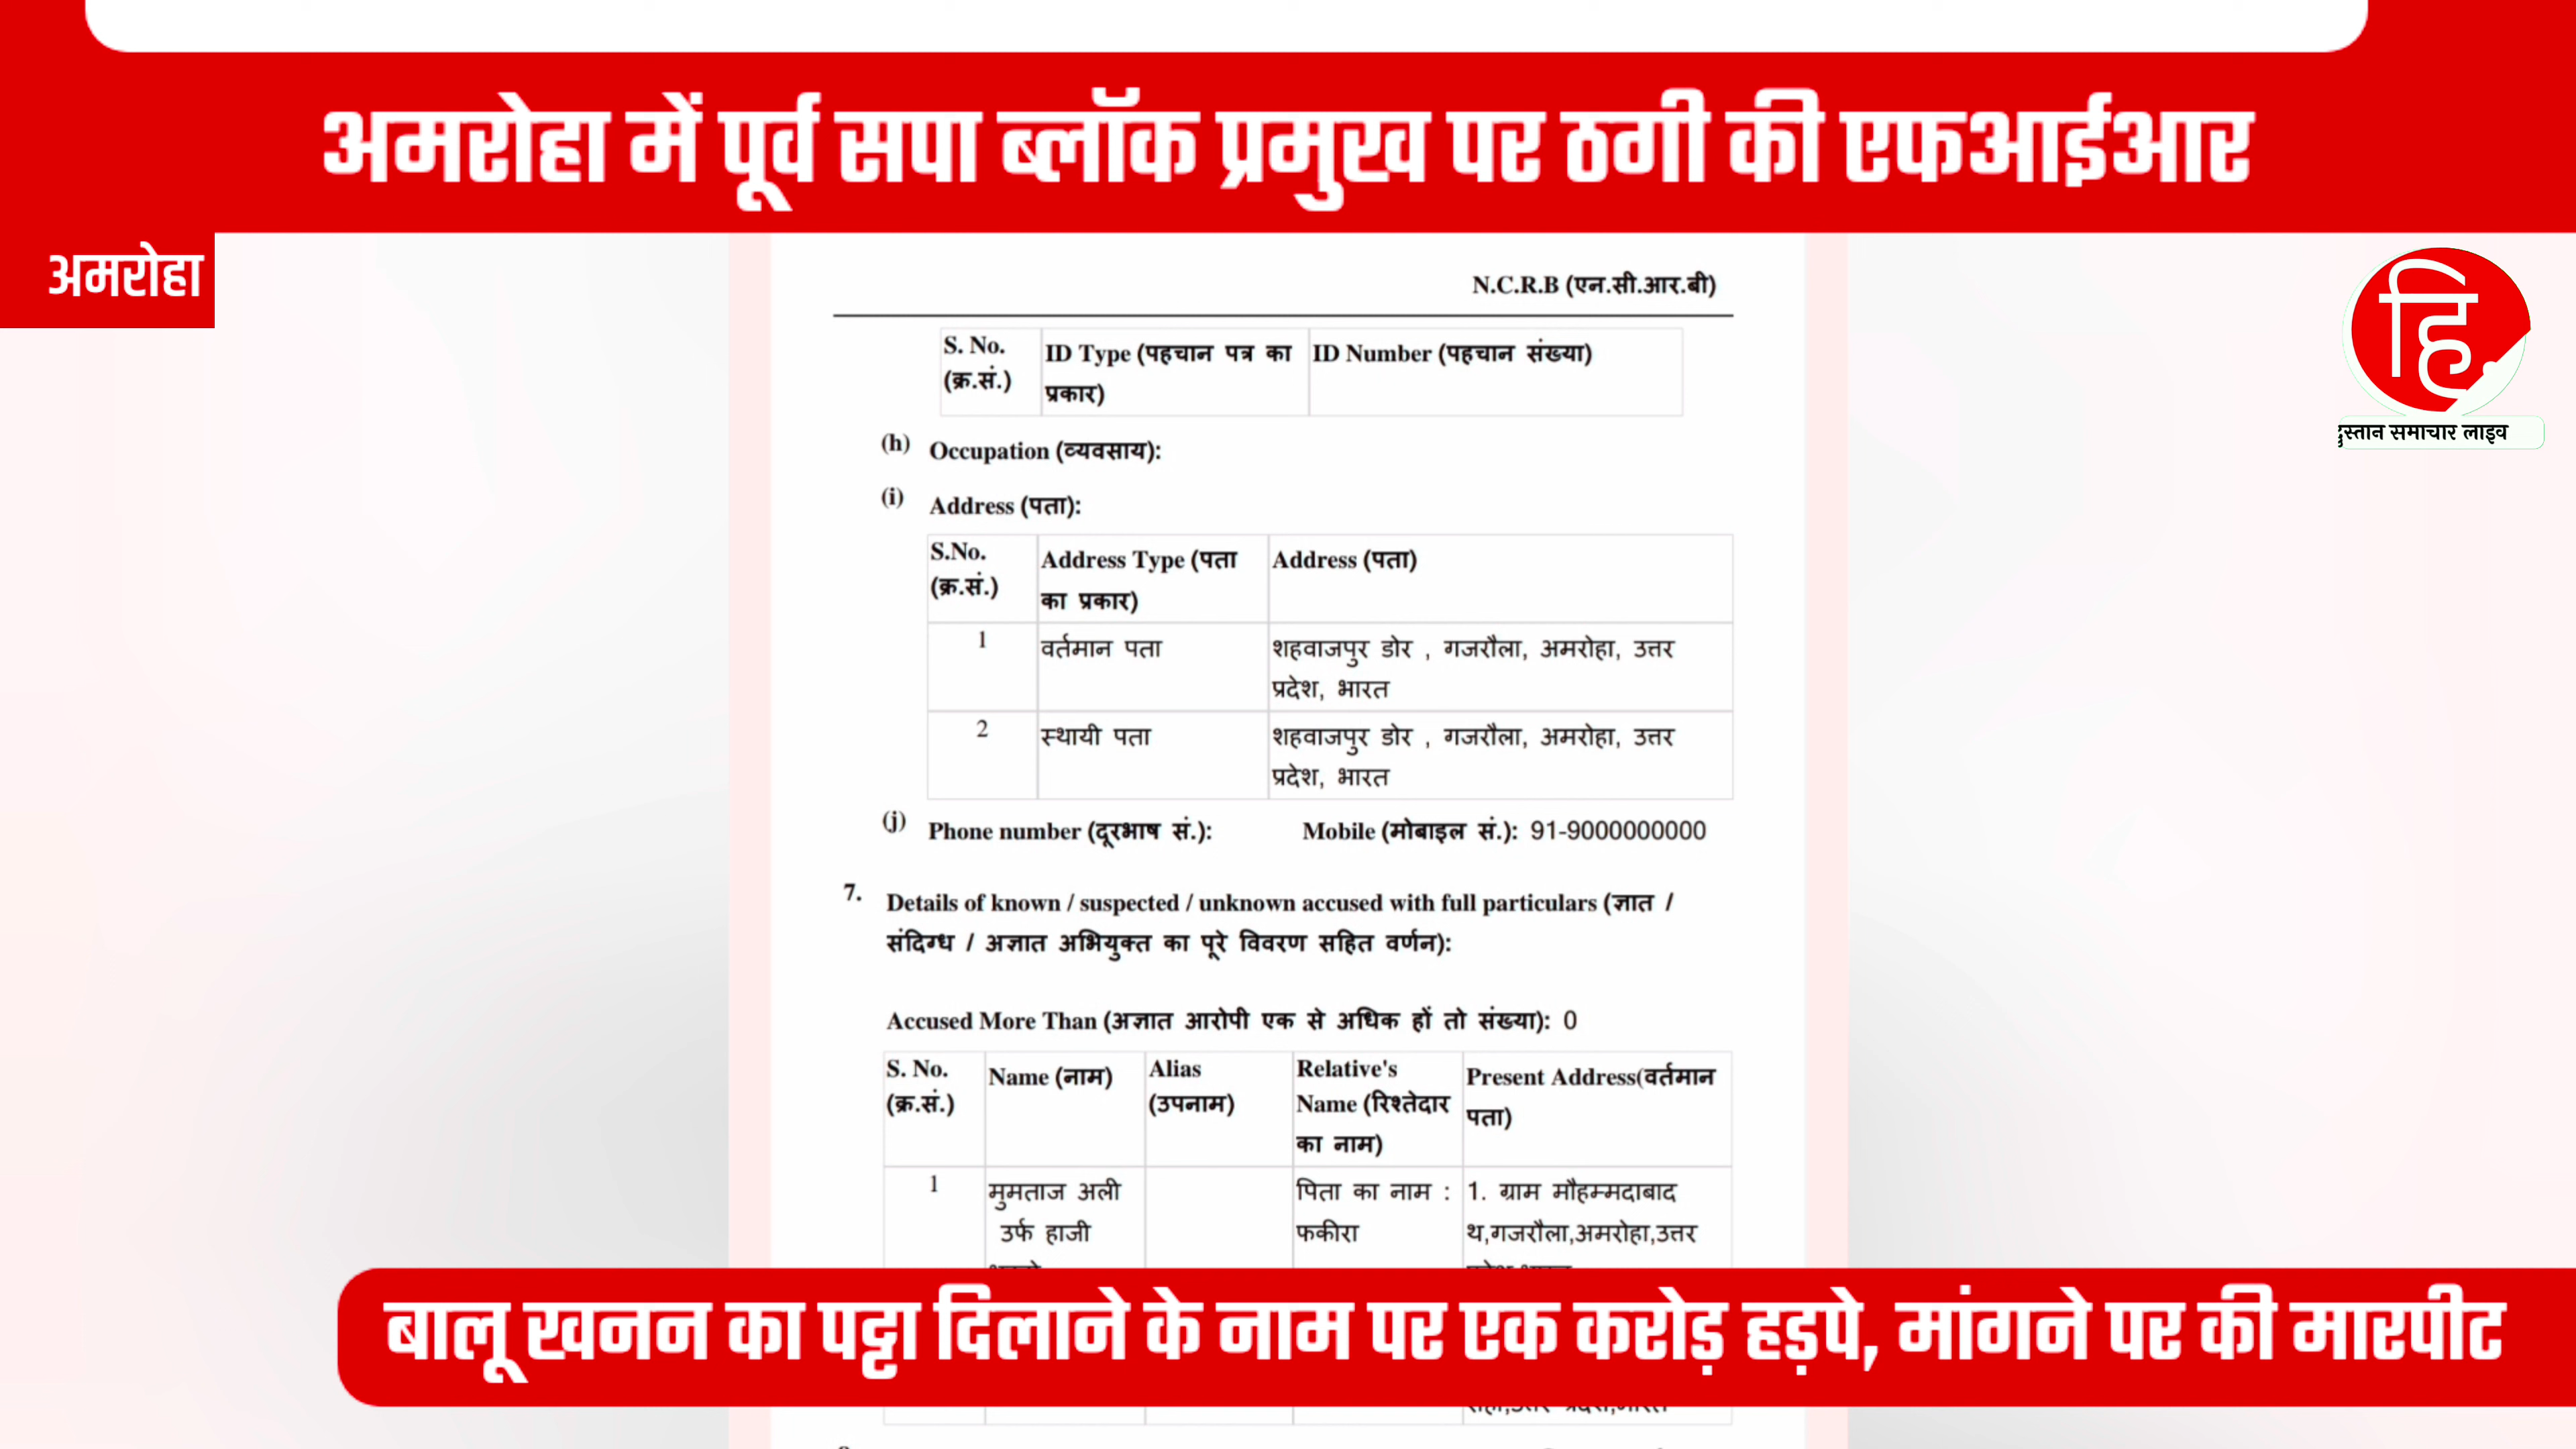 अमरोहा में पूर्व सपा ब्लॉक प्रमुख पर ठगी की एफआईआर
अमरोहा
हि
स्तान समाचार लाइव
N.C.R.B (एन.सी.आर.बी)
S. No. (क्र.सं.) ID Type (पहचान पत्र का प्रकार) ID Number (पहचान संख्या)
(h) Occupation (व्यवसाय):
(i) Address (पता):
S.No. (क्र.सं.) Address Type (पता का प्रकार) Address (पता)
1 वर्तमान पता शहवाजपुर डोर , गजरौला, अमरोहा, उत्तर
प्रदेश, भारत
2 स्थायी पता शहवाजपुर डोर , गजरौला, अमरोहा, उत्तर
प्रदेश, भारत
(j) Phone number (दूरभाष सं.): Mobile (मोबाइल सं.): 91-9000000000
7. Details of known / suspected / unknown accused with full particulars (ज्ञात /
संदिग्ध / अज्ञात अभियुक्त का पूरे विवरण सहित वर्णन):
Accused More Than (अज्ञात आरोपी एक से अधिक हों तो संख्या): 0
S. No. (क्र.सं.) Name (नाम) Alias (उपनाम) Relative's Name (रिश्तेदार का नाम) Present Address(वर्तमान पता)
1 मुमताज अली पिता का नाम : 1. ग्राम मौहम्मदाबाद
उर्फ हाजी फकीरा थ,गजरौला,अमरोहा,उत्तर
बालू खनन का पट्टा दिलाने के नाम पर एक करोड़ हड़पे, मांगने पर की मारपीट